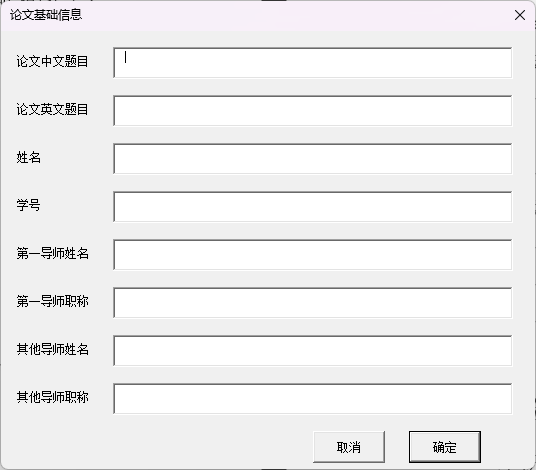 论文基础信息
论文中文题目
论文英文题目
姓名
学号
第一导师姓名
第一导师职称
其他导师姓名
其他导师职称
取消 确定